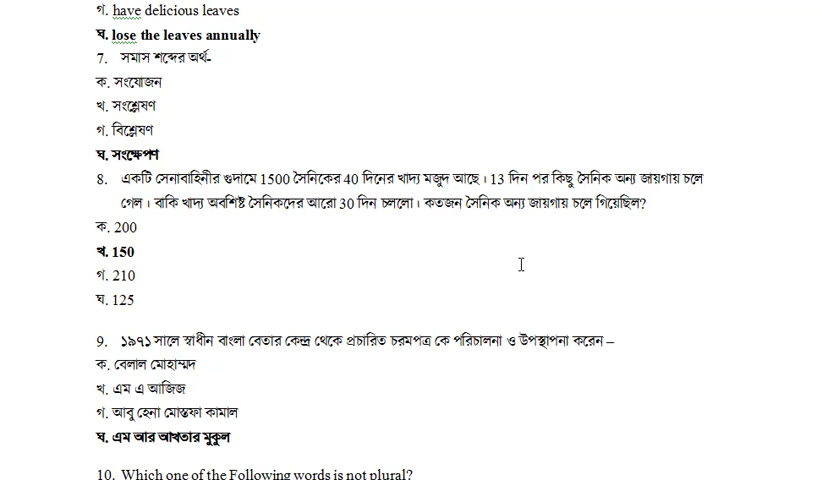 গ. have delicious leaves
ঘ. lose the leaves annually
7. সমাস শব্দের অর্থ-
ক. সংযোজন
খ. সংশ্লেষণ
গ. বিশ্লেষণ
ঘ. সংক্ষেপণ
8. একটি সেনাবাহিনীর গুদামে 1500 সৈনিকের 40 দিনের খাদ্য মজুদ আছে। 13 দিন পর কিছু সৈনিক অন্য জায়গায় চলে
গেল। বাকি খাদ্য অবশিষ্ট সৈনিকদের আরো 30 দিন চললো। কতজন সৈনিক অন্য জায়গায় চলে গিয়েছিল?
ক. 200
খ. 150
গ. 210
ঘ. 125
9. ১৯৭১ সালে স্বাধীন বাংলা বেতার কেন্দ্র থেকে প্রচারিত চরমপত্র কে পরিচালনা ও উপস্থাপনা করেন –
ক. বেলাল মোহাম্মদ
খ. এম এ আজিজ
গ. আবু হেনা মোস্তফা কামাল
ঘ. এম আর আখতার মুকুল
10. Which one of the Following words is not plural?